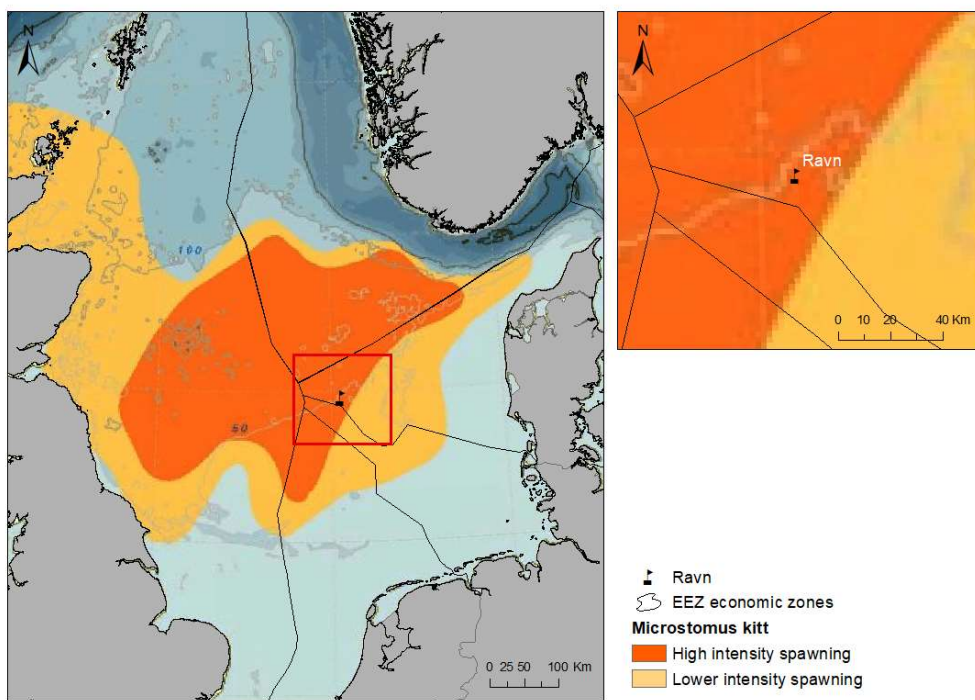 N
100
50
0 25 50 100 Km
N
Ravn
0 10 20 40 Km
Ravn
EEZ economic zones
Microstomus kitt
High intensity spawning
Lower intensity spawning